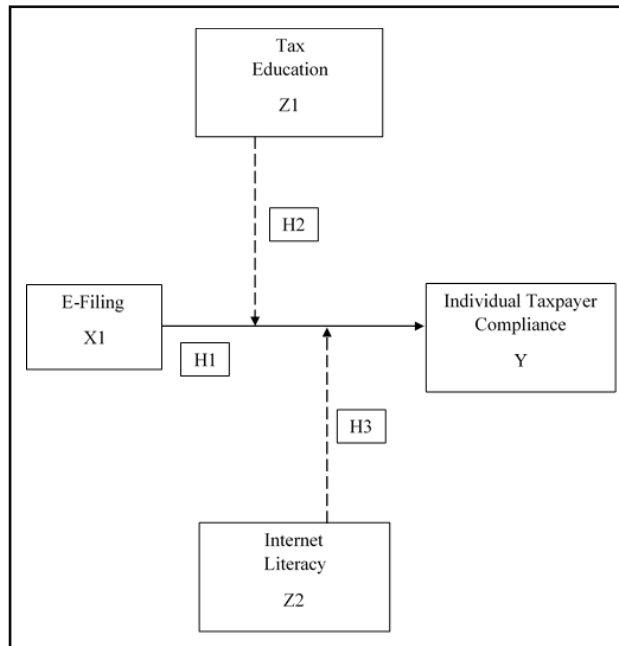 Tax
Education
Z1
H2
E-Filing
X1
H1
Individual Taxpayer
Compliance
Y
H3
Internet
Literacy
Z2